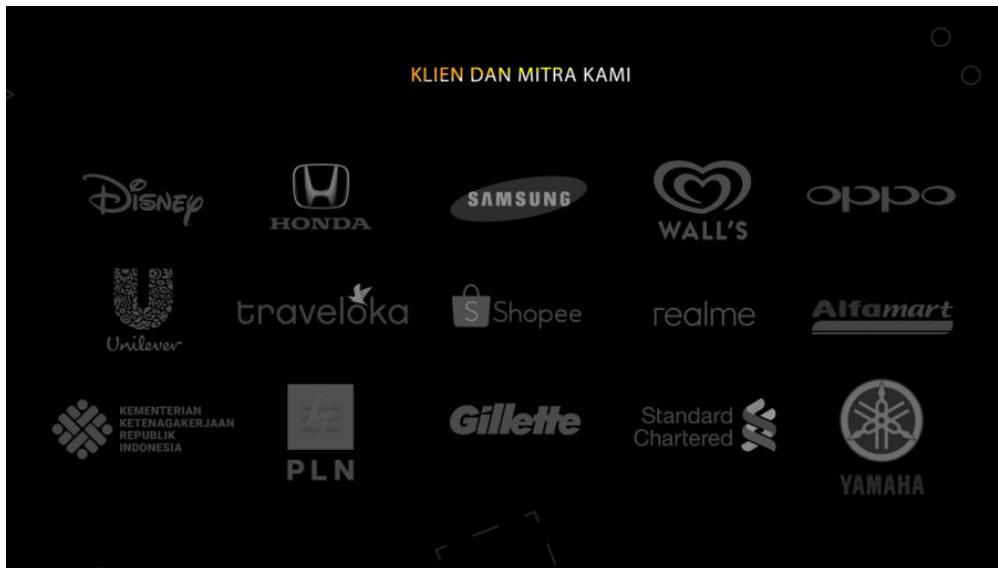 KLIEN DAN MITRA KAMI
Disney
HONDA
SAMSUNG
WALL'S
oppo
Unilever
traveloka
S Shopee
realme
Alfamart
KEMENTERIAN
KETENAGAKERJAAN
REPUBLIK
INDONESIA
PLN
Gillette
Standard
Chartered
YAMAHA